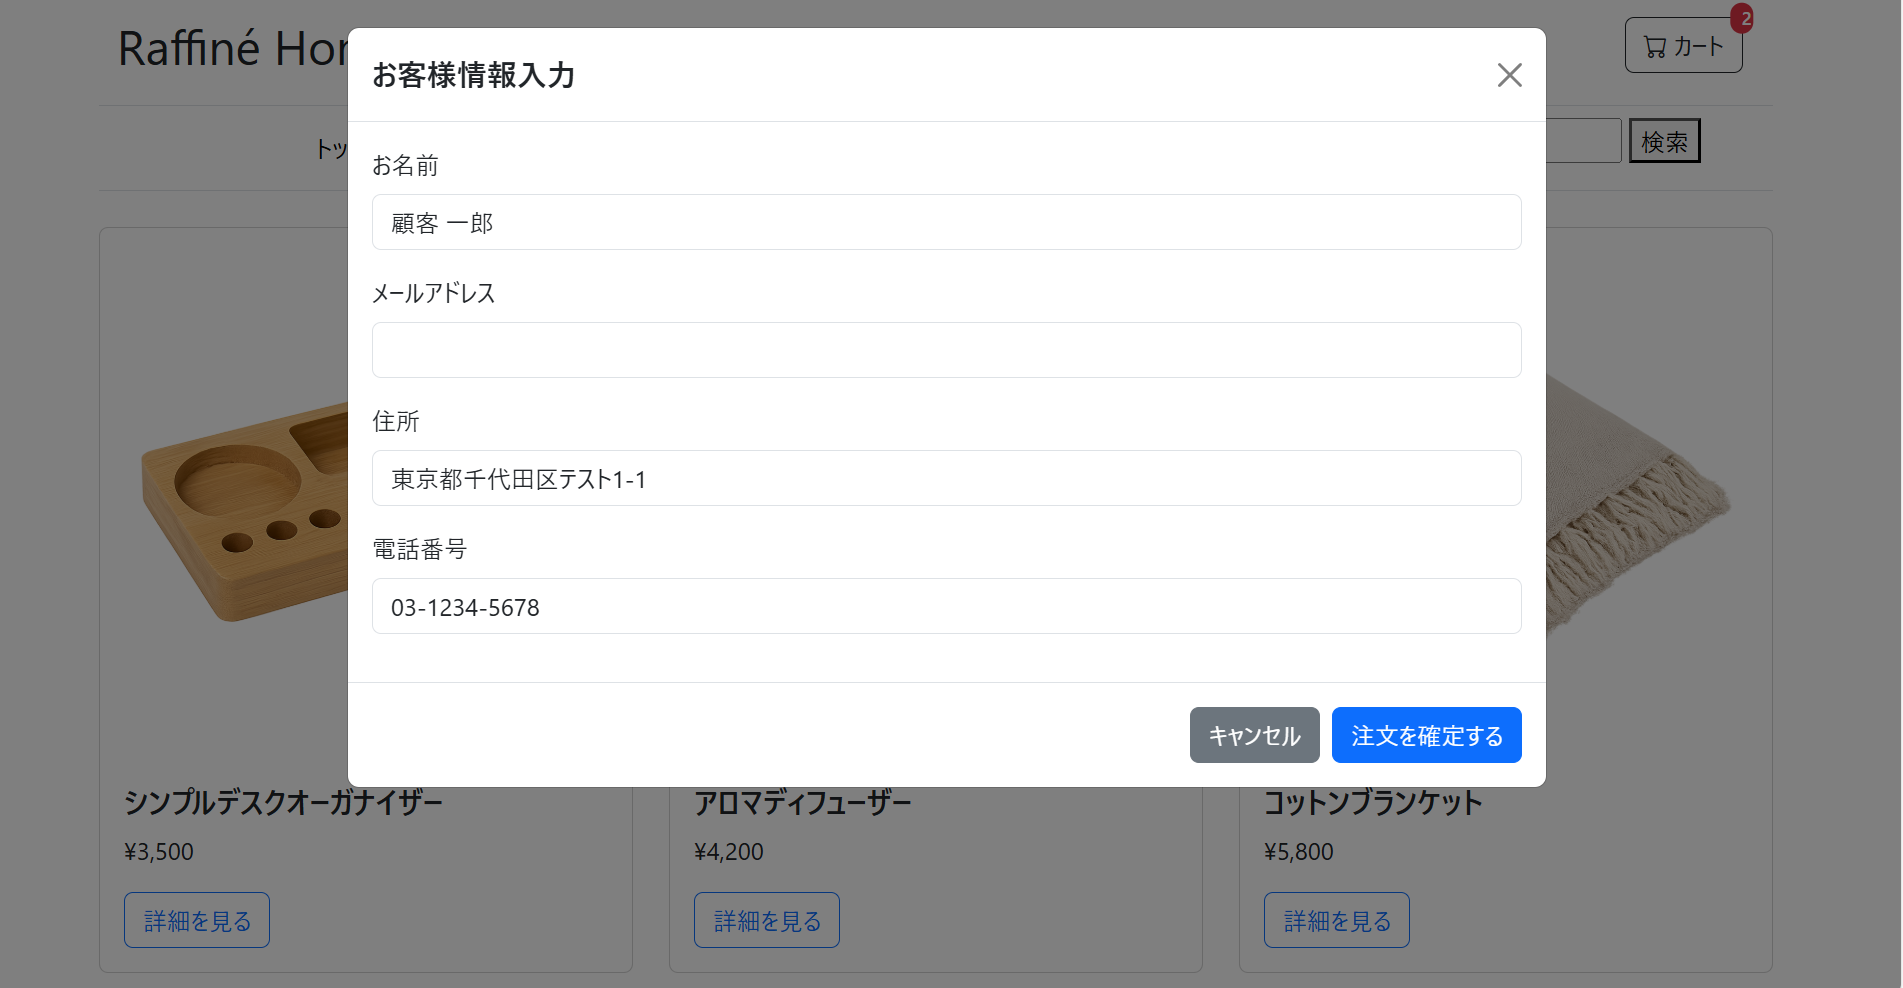 Raffiné Hor
2
カート
お客様情報入力
トッ
検索
お名前
顧客 一郎
メールアドレス
住所
東京都千代田区テスト1-1
電話番号
03-1234-5678
キャンセル
注文を確定する
シンプルデスクオーガナイザー
¥3,500
詳細を見る
アロマディフューザー
¥4,200
詳細を見る
コットンブランケット
¥5,800
詳細を見る